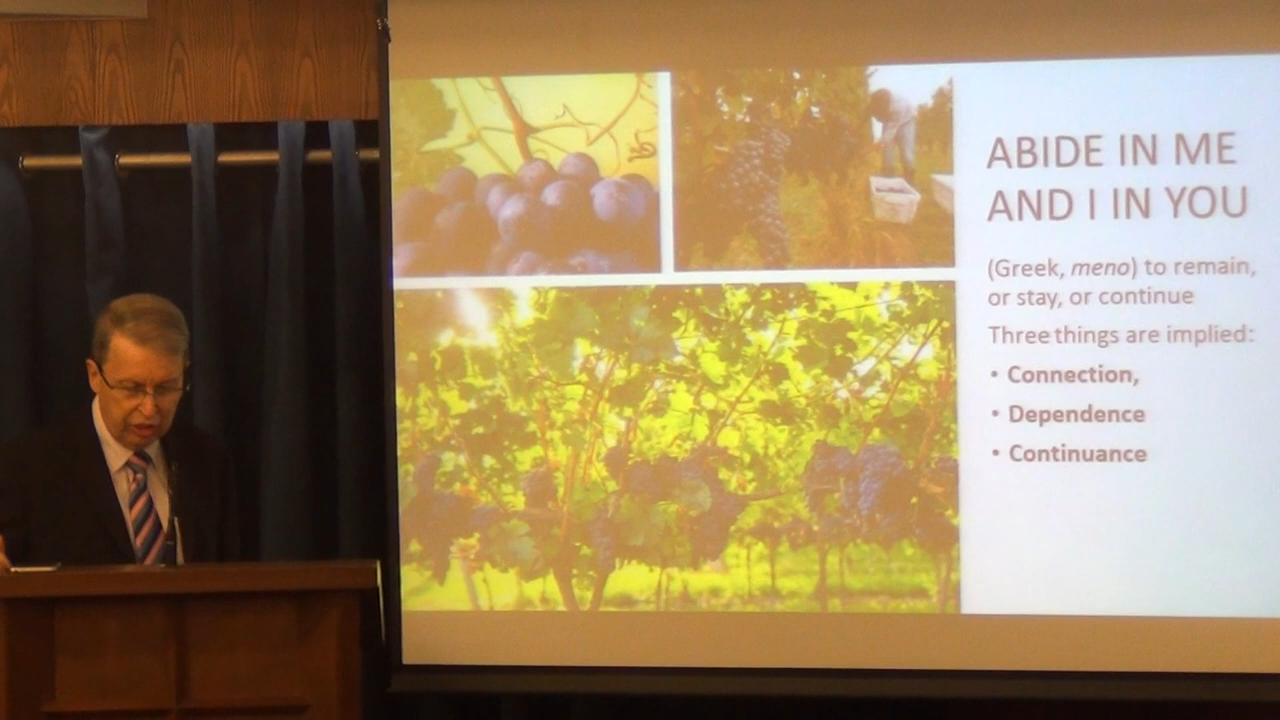 ABIDE IN ME
AND I IN YOU
(Greek, meno) to remain,
or stay, or continue
Three things are implied:
• Connection,
• Dependence
• Continuance